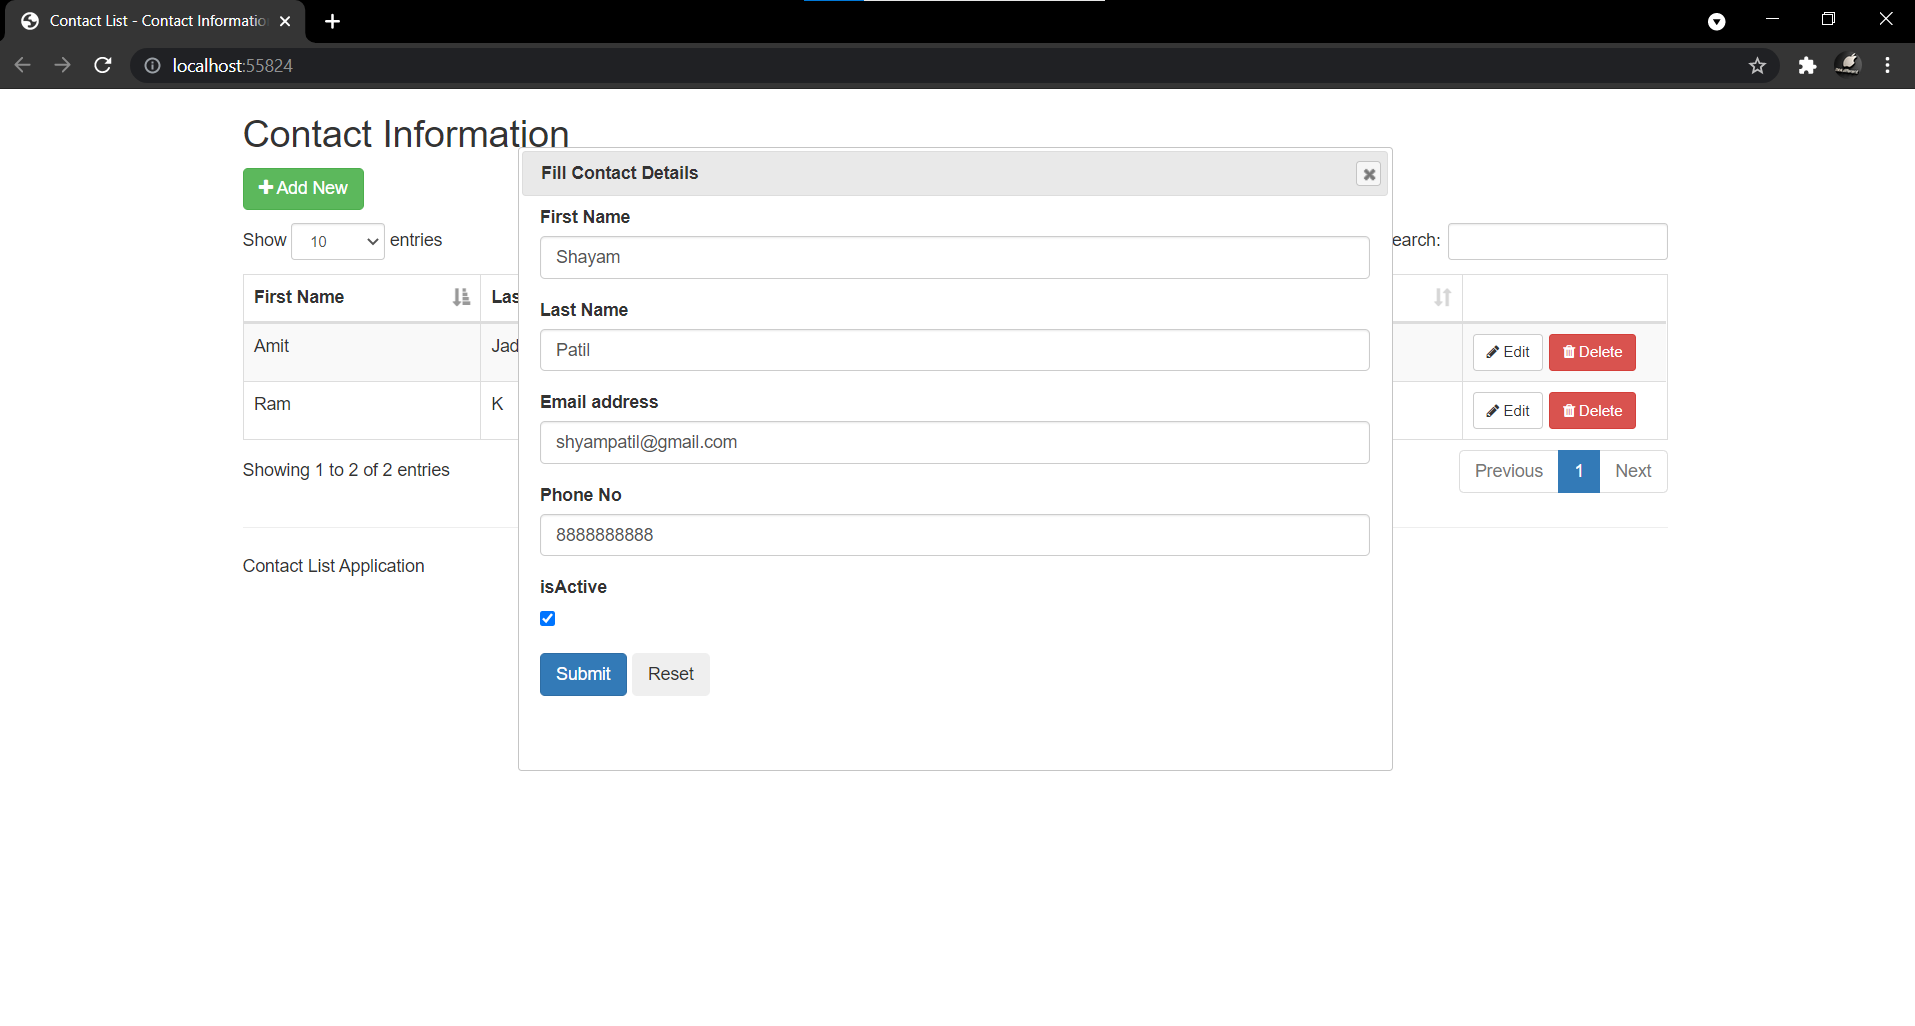 Contact List - Contact Informatio
localhost:55824
Contact Information
Add New
Fill Contact Details
First Name
Shayam
Last Name
Patil
Email address
shyampatil@gmail.com
Phone No
8888888888
isActive
Submit Reset
Show 10 entries
earch:
First Name Las
Amit Jad Edit Delete
Ram K Edit Delete
Showing 1 to 2 of 2 entries
Previous 1 Next
Contact List Application